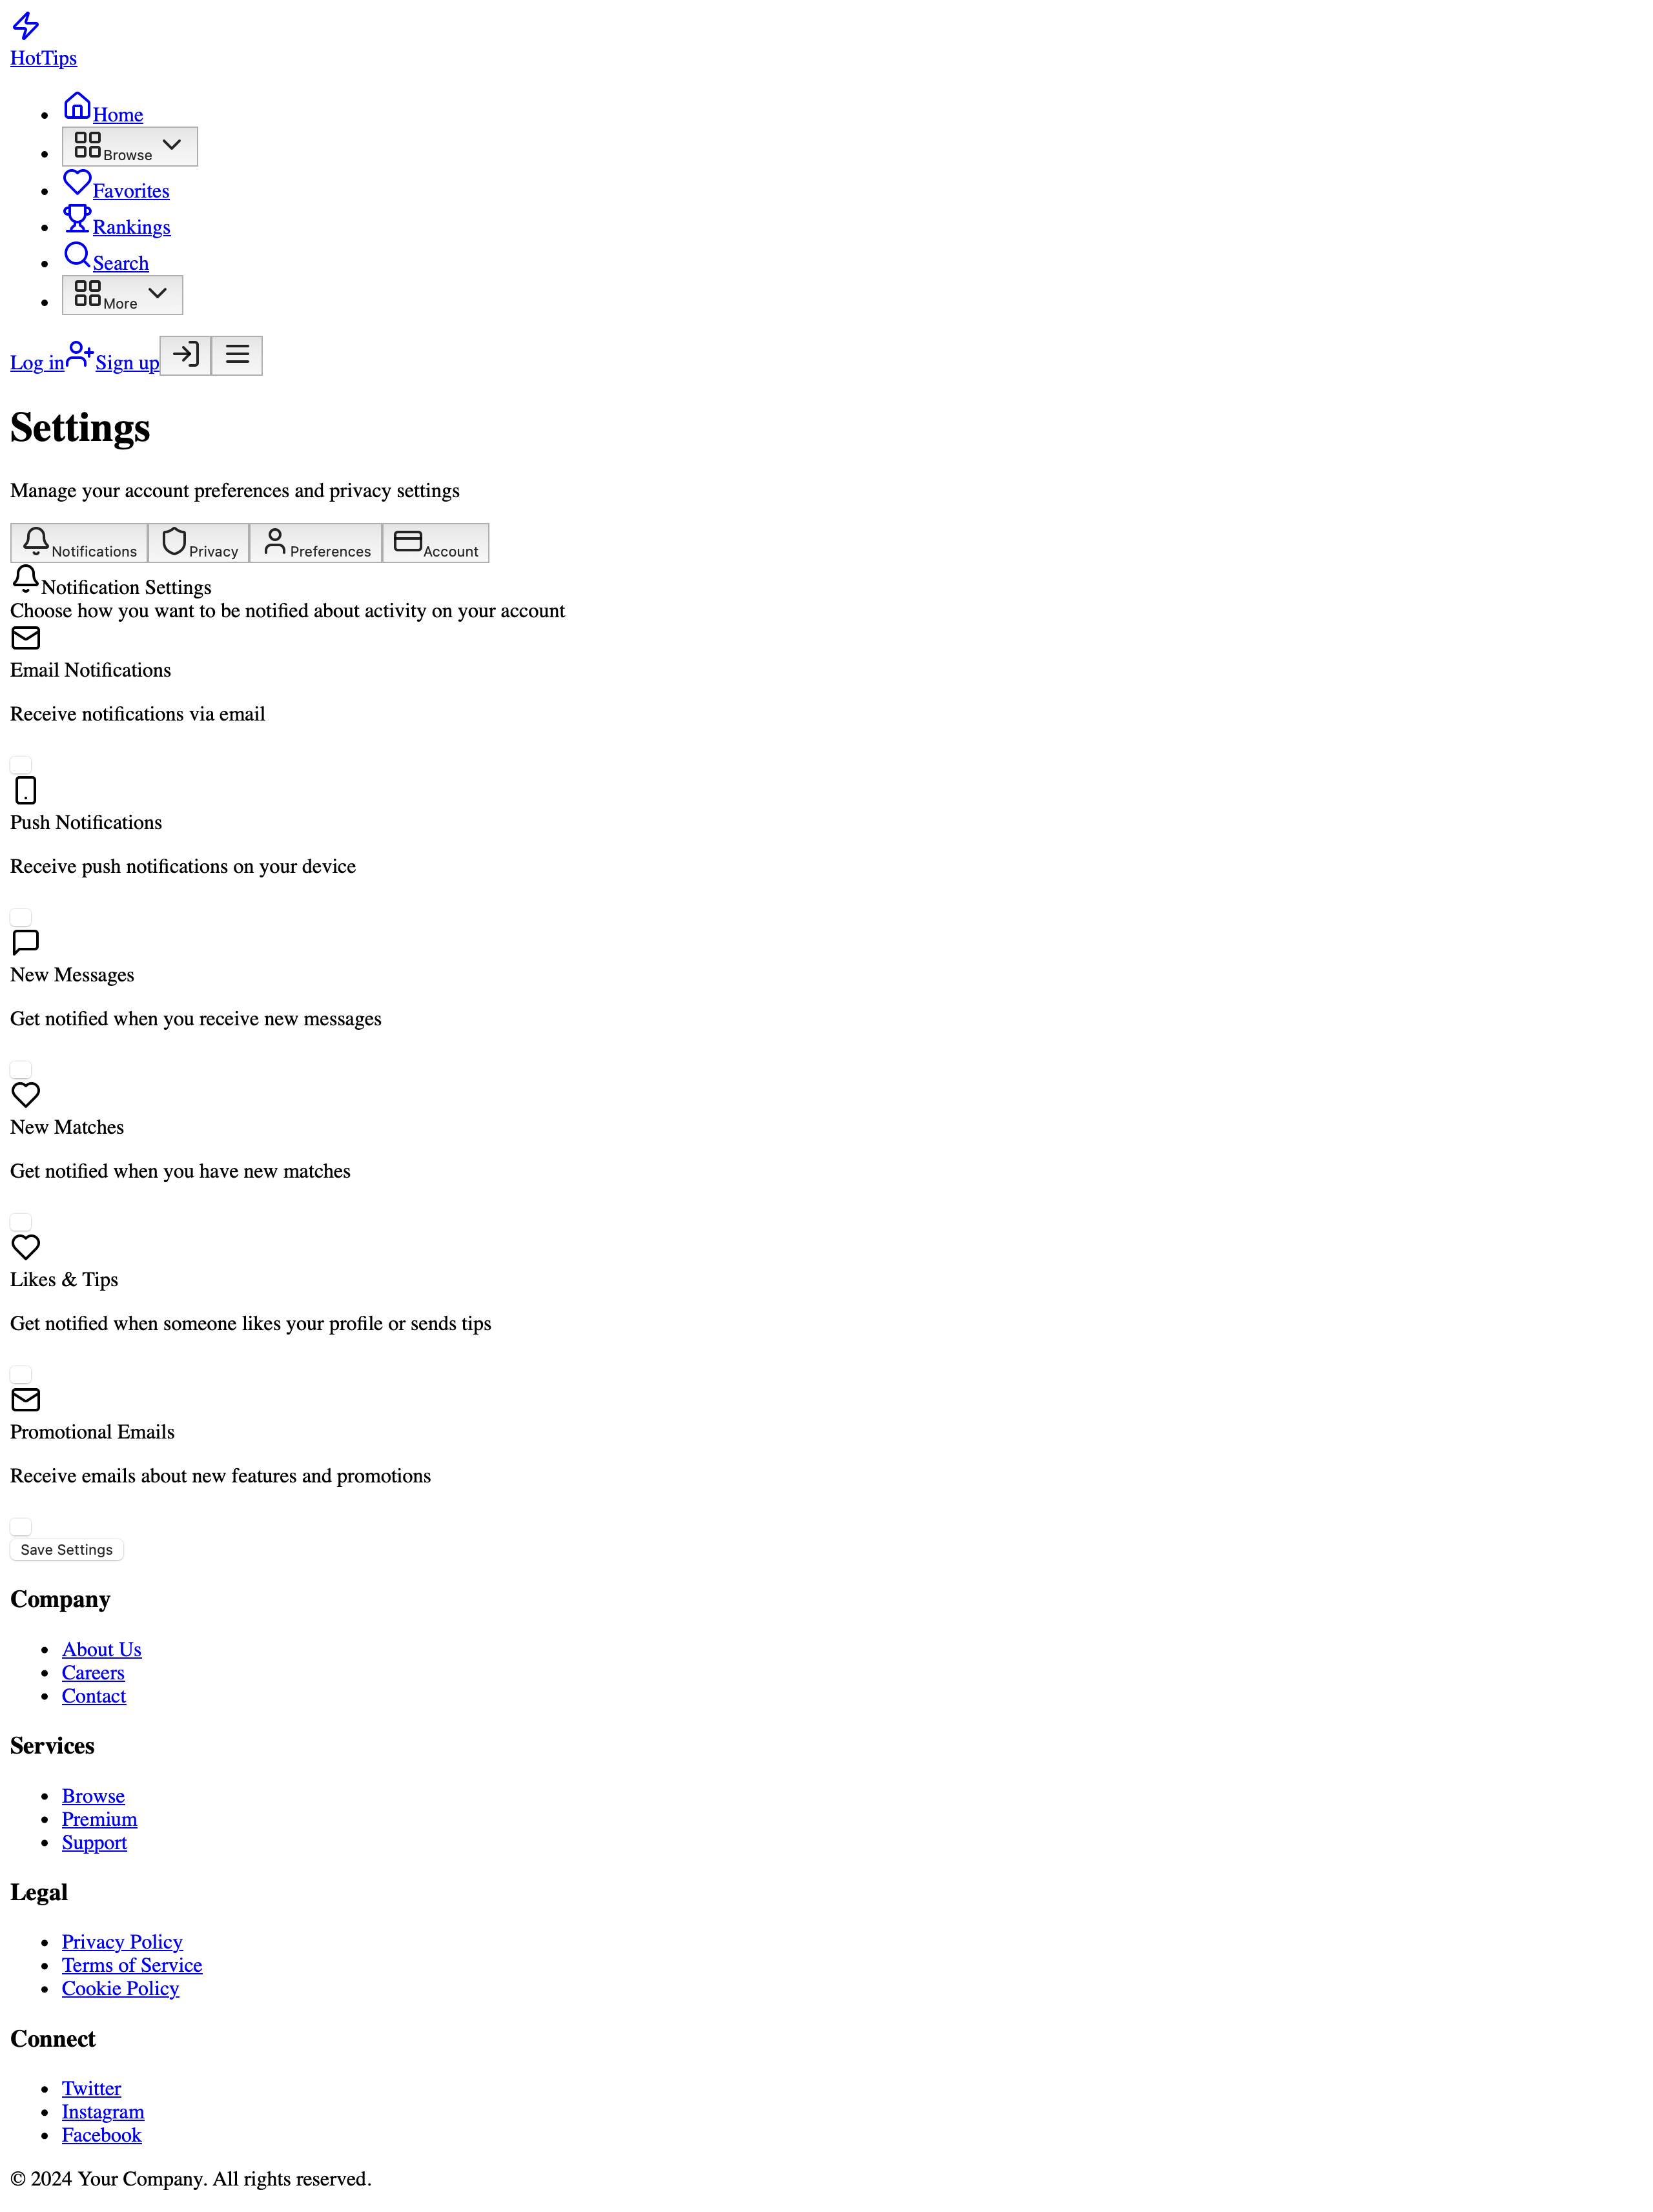 HotTips
Home
Browse
Favorites
Rankings
Search
More
Log in Sign up
Settings
Manage your account preferences and privacy settings
Notifications Privacy Preferences Account
Notification Settings
Choose how you want to be notified about activity on your account
Email Notifications
Receive notifications via email
Push Notifications
Receive push notifications on your device
New Messages
Get notified when you receive new messages
New Matches
Get notified when you have new matches
Likes & Tips
Get notified when someone likes your profile or sends tips
Promotional Emails
Receive emails about new features and promotions
Save Settings
Company
About Us
Careers
Contact
Services
Browse
Premium
Support
Legal
Privacy Policy
Terms of Service
Cookie Policy
Connect
Twitter
Instagram
Facebook
© 2024 Your Company. All rights reserved.